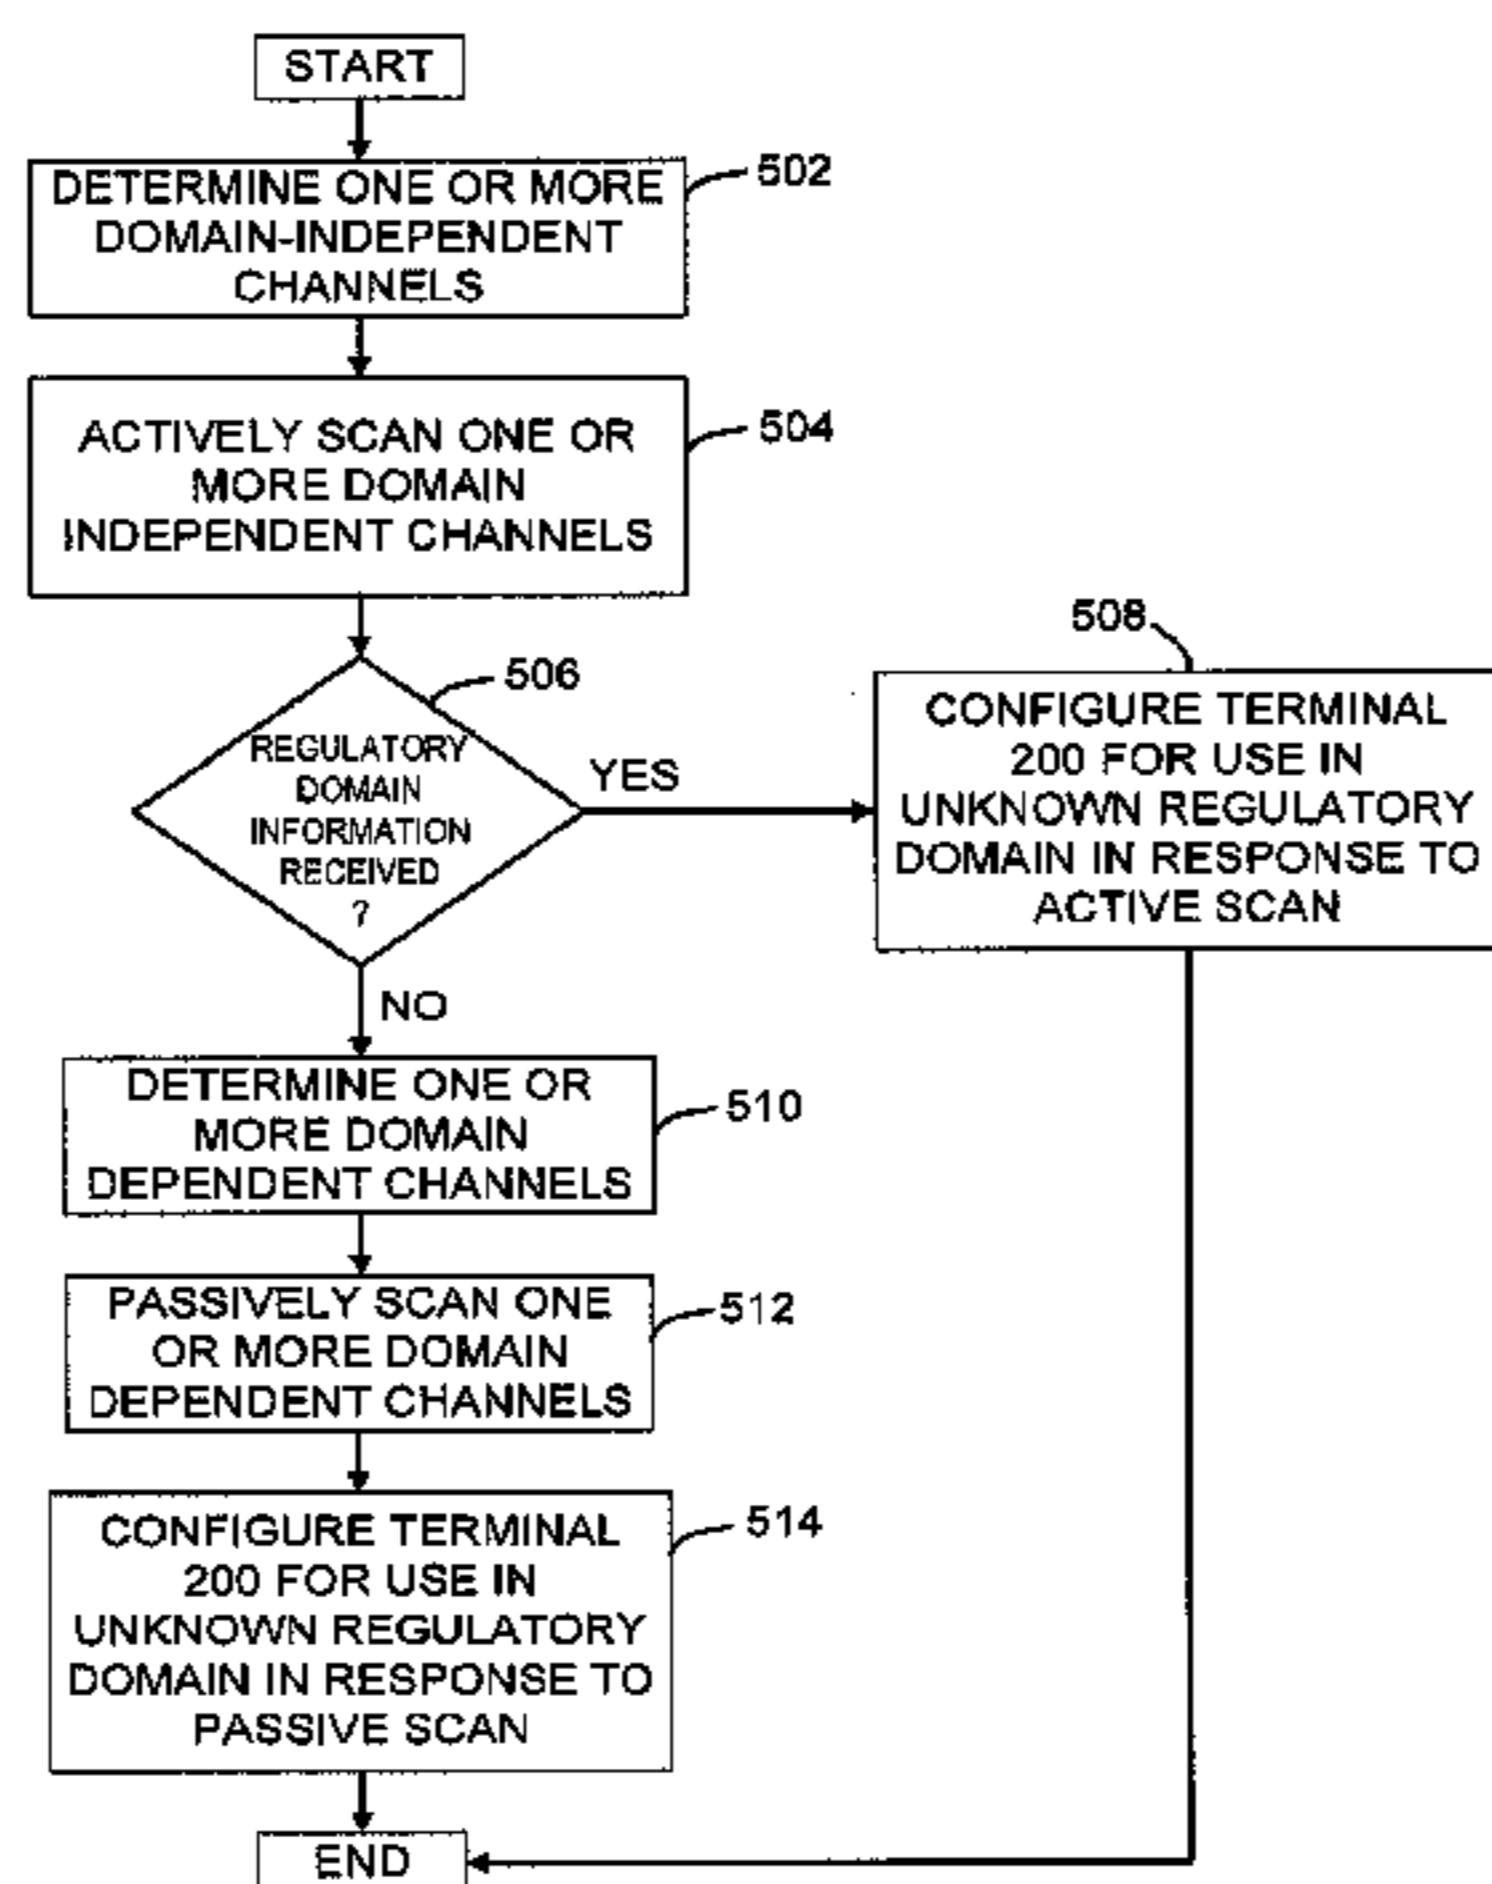 START
DETERMINE ONE OR MORE
DOMAIN-INDEPENDENT
CHANNELS
502
ACTIVELY SCAN ONE OR
MORE DOMAIN
INDEPENDENT CHANNELS
504
REGULATORY
DOMAIN
INFORMATION
RECEIVED
?
506
YES
508
CONFIGURE TERMINAL
200 FOR USE IN
UNKNOWN REGULATORY
DOMAIN IN RESPONSE TO
ACTIVE SCAN
NO
DETERMINE ONE OR
MORE DOMAIN
DEPENDENT CHANNELS
510
PASSIVELY SCAN ONE
OR MORE DOMAIN
DEPENDENT CHANNELS
512
CONFIGURE TERMINAL
200 FOR USE IN
UNKNOWN REGULATORY
DOMAIN IN RESPONSE TO
PASSIVE SCAN
514
END